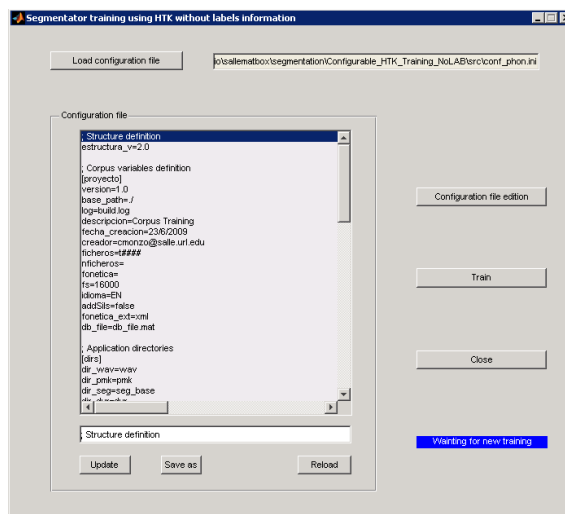 Segmentator training using HTK without labels information
Load configuration file
io\sallematbox\segmentation\Configurable_HTK_Training_NoLAB\src\conf_phon.ini
Configuration file
; Structure definition
estructura_v=2.0
; Corpus variables definition
[proyecto]
version=1.0
base_path=./
log=build.log
descripcion=Corpus Training
fecha_creacion=23/6/2009
creador=cmonzo@salle.url.edu
ficheros=t####
nficheros=
fonetica=
fs=16000
idioma=EN
addSils=false
fonetica_ext=xml
db_file=db_file.mat
; Application directories
[dirs]
dir_wav=wav
dir_pmk=pmk
dir_seg=seg_base
Configuration file edition
Train
Close
; Structure definition
Wainting for new training
Update
Save as
Reload